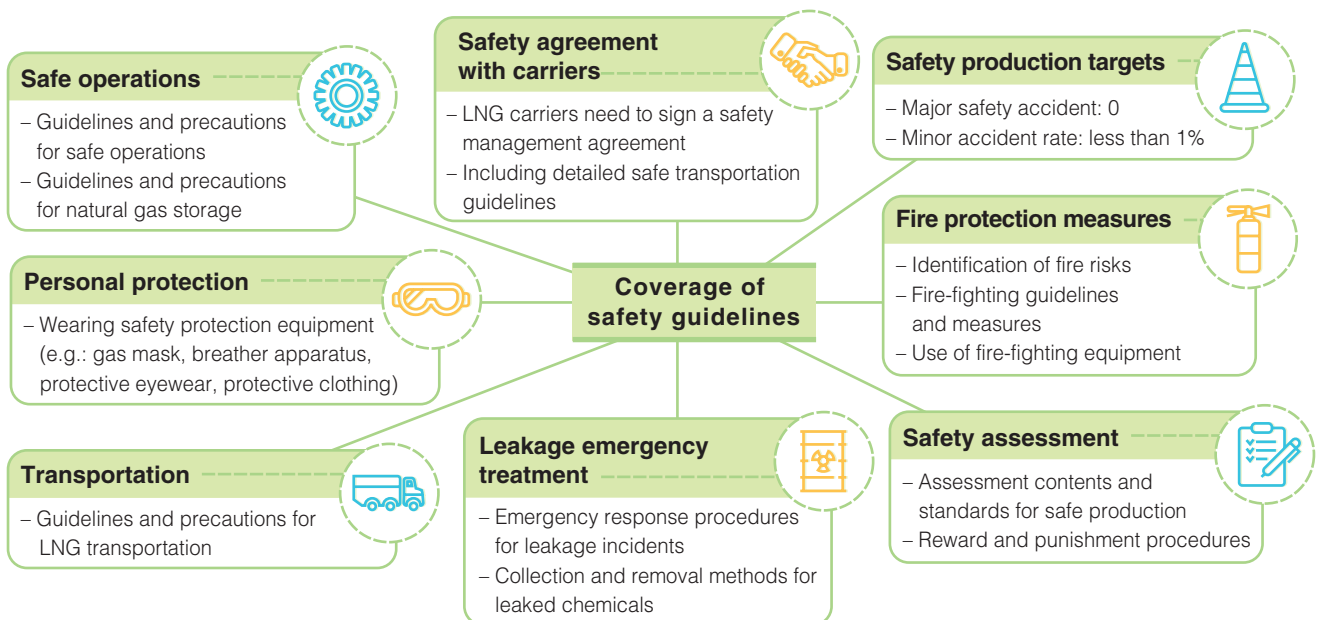 Safe operations
– Guidelines and precautions
for safe operations
– Guidelines and precautions
for natural gas storage
Safety agreement
with carriers
– LNG carriers need to sign a safety
management agreement
– Including detailed safe transportation
guidelines
Safety production targets
– Major safety accident: 0
– Minor accident rate: less than 1%
Personal protection
– Wearing safety protection equipment
(e.g.: gas mask, breather apparatus,
protective eyewear, protective clothing)
Coverage of
safety guidelines
Fire protection measures
– Identification of fire risks
– Fire-fighting guidelines
and measures
– Use of fire-fighting equipment
Transportation
– Guidelines and precautions for
LNG transportation
Leakage emergency
treatment
– Emergency response procedures
for leakage incidents
– Collection and removal methods for
leaked chemicals
Safety assessment
– Assessment contents and
standards for safe production
– Reward and punishment procedures